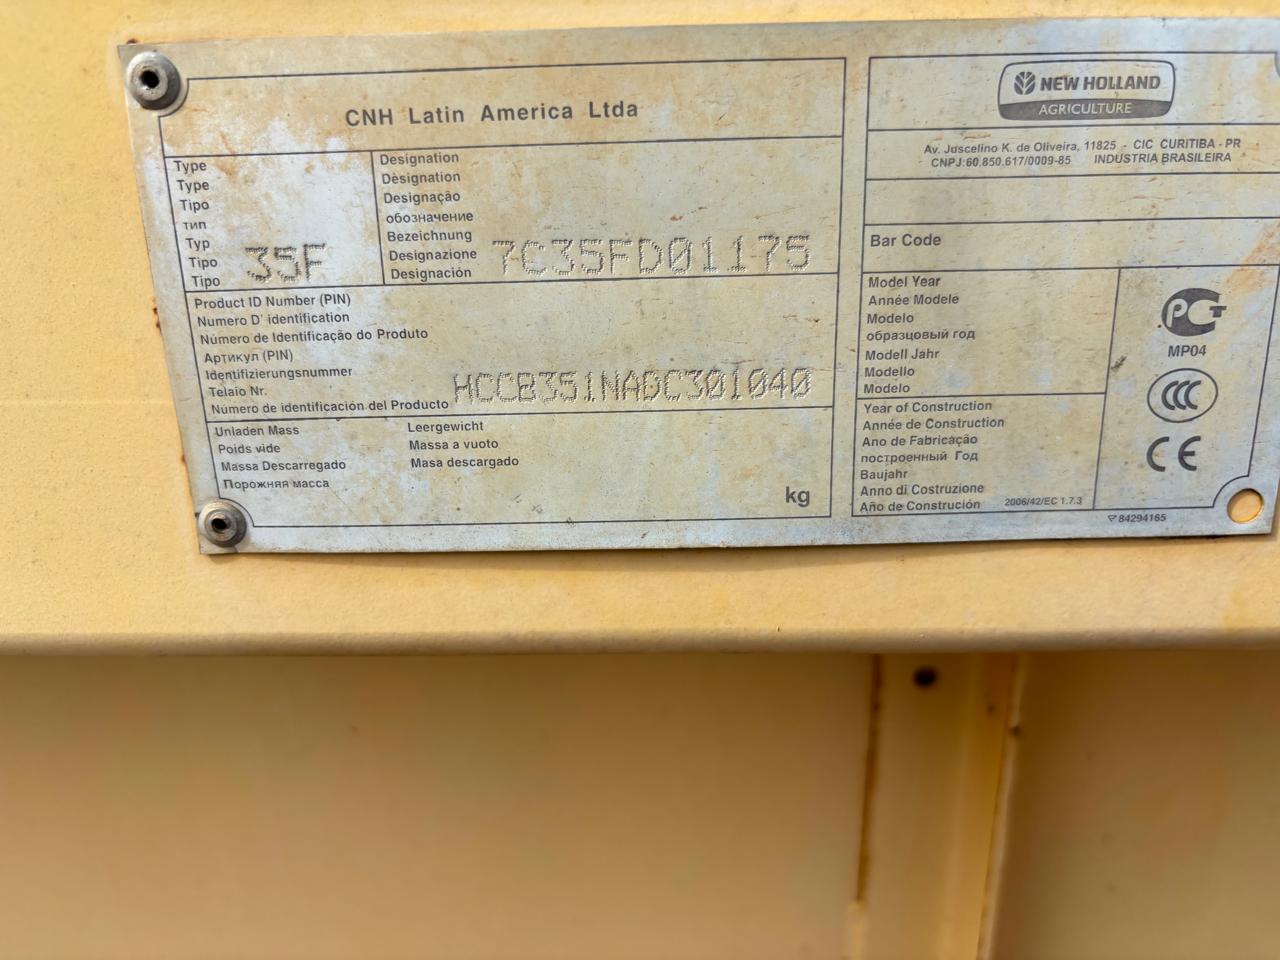 CNH Latin America Ltda
Type
Type
Tipo
тип
Typ
Tipo
Tipo
35F
Designation
Dèsignation
Designação
обозначение
Bezeichnung
Designazione
Designación
7C35FD01175
Product ID Number (PIN)
Numero D' identification
Número de Identificação do Produto
Артикул (PIN)
Identifizierungsnummer
Telaio Nr.
Número de identificación del Producto
HCCB351NADC301040
Unladen Mass
Poids vide
Massa Descarregado
Порожняя масса
Leergewicht
Massa a vuoto
Masa descargado
kg
NEW HOLLAND
AGRICULTURE
Av. Juscelino K. de Oliveira, 11825 - CIC CURITIBA - PR
CNPJ:60.850.617/0009-85 INDUSTRIA BRASILEIRA
Bar Code
Model Year
Année Modele
Modelo
образцовый год
Modell Jahr
Modello
Modelo
Year of Construction
Année de Construction
Ano de Fabricação
построенный Год
Baujahr
Anno di Costruzione
Año de Construción
2006/42/EC 1.7.3
РСТ
MP04
CCC
CE
84294165